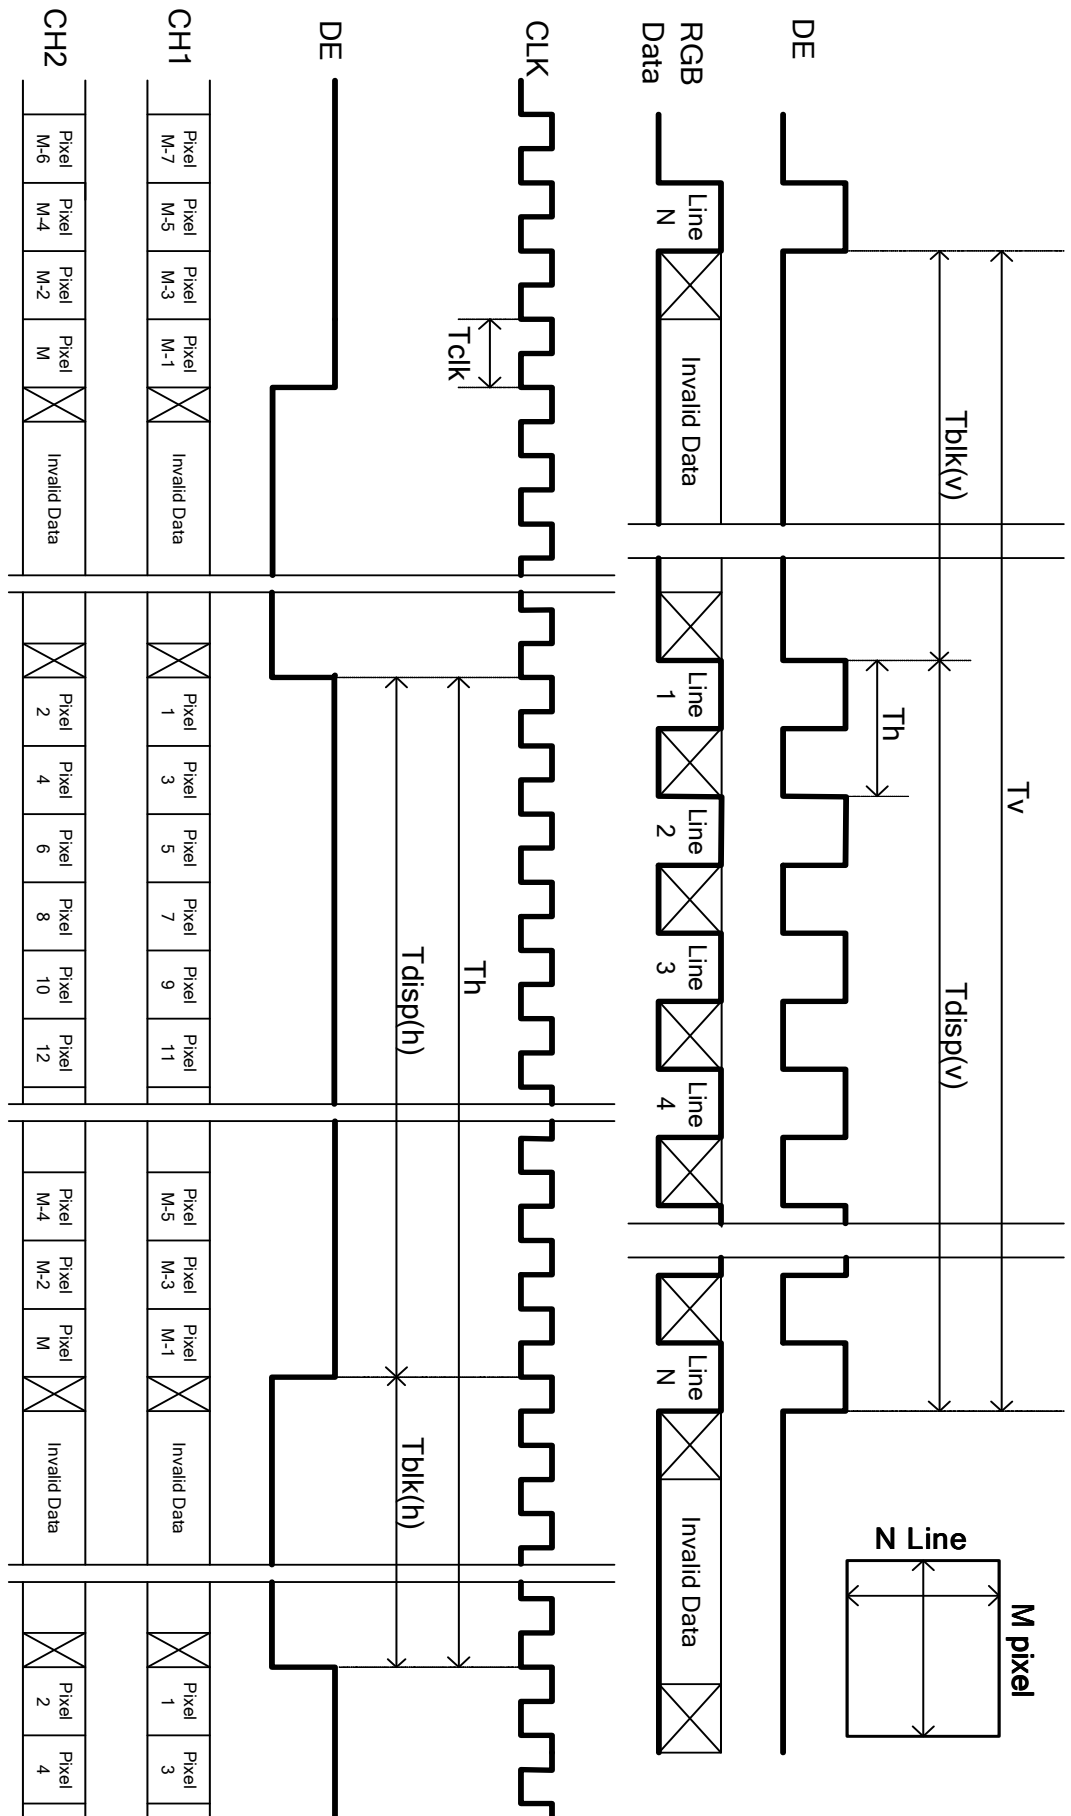 Tv
Tblk(v)
Tdisp(v)
Th
DE
RGB
Data
Line
N
Invalid Data
Line
1
Line
2
Line
3
Line
4
Line
N
Invalid Data
N Line
M pixel
CLK
Tclk
Th
Tdisp(h)
Tblk(h)
DE
CH1
Pixel
M-7
Pixel
M-5
Pixel
M-3
Pixel
M-1
Invalid Data
Pixel
1
Pixel
3
Pixel
5
Pixel
7
Pixel
9
Pixel
11
Pixel
M-5
Pixel
M-3
Pixel
M-1
Invalid Data
Pixel
1
Pixel
3
CH2
Pixel
M-6
Pixel
M-4
Pixel
M-2
Pixel
M
Invalid Data
Pixel
2
Pixel
4
Pixel
6
Pixel
8
Pixel
10
Pixel
12
Pixel
M-4
Pixel
M-2
Pixel
M
Invalid Data
Pixel
2
Pixel
4